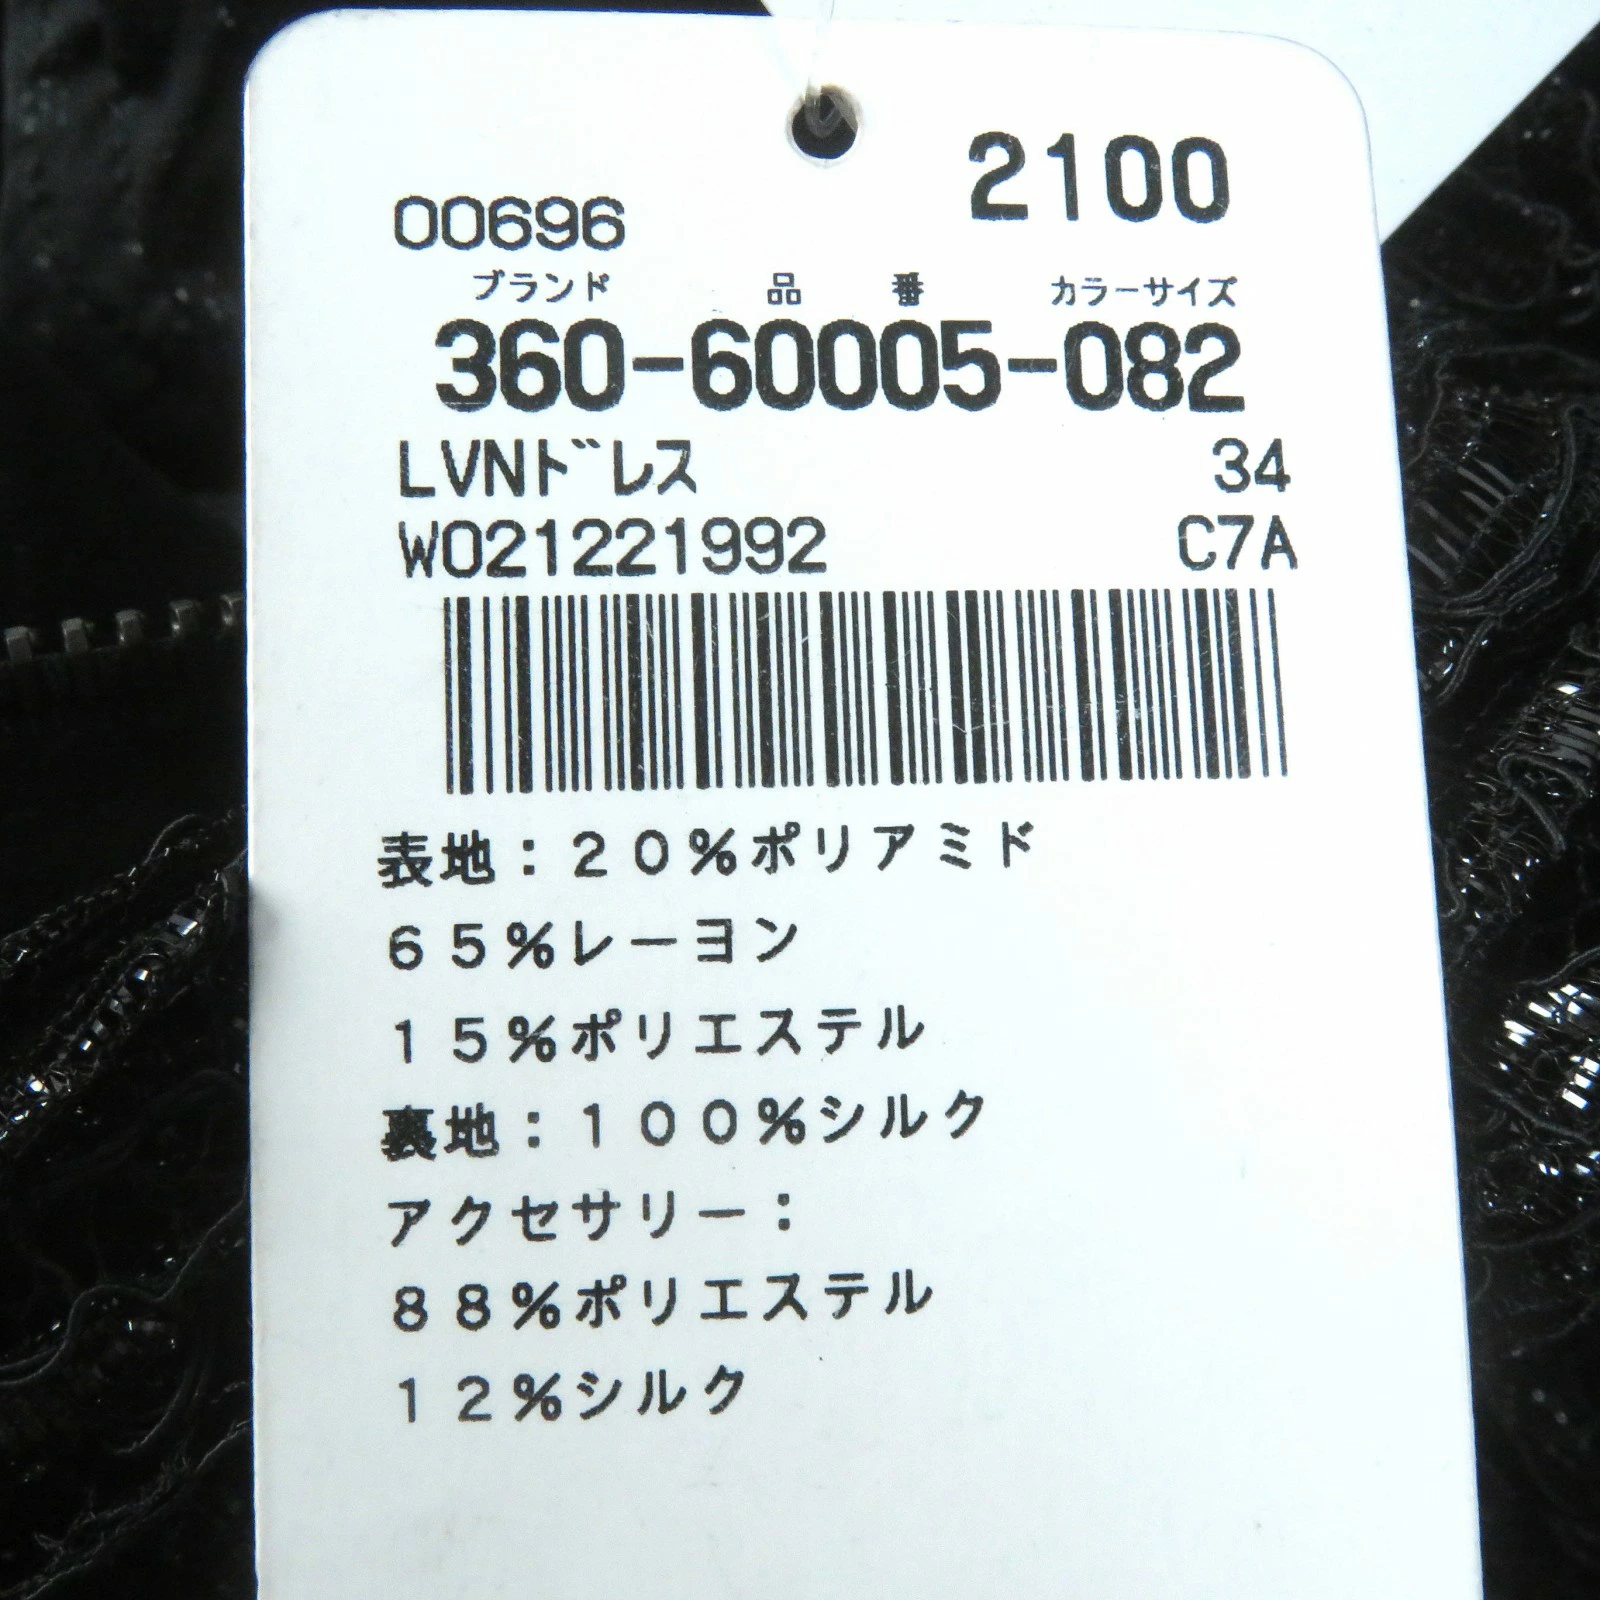 2100
00696
ブランド 品 番 カラーサイズ
360-60005-082
LVNドレス 34
W021221992 C7A
表地：20%ポリアミド
65%レーヨン
15%ポリエステル
裏地：100%シルク
アクセサリー：
88%ポリエステル
12%シルク